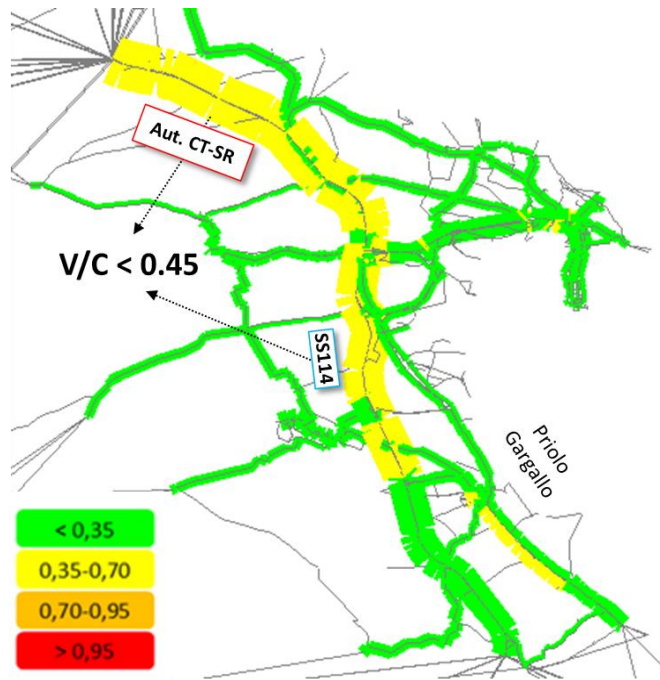 Aut. CT-SR
V/C < 0.45
SS114
Priolo
Gargallo
< 0,35
0,35-0,70
0,70-0,95
> 0,95